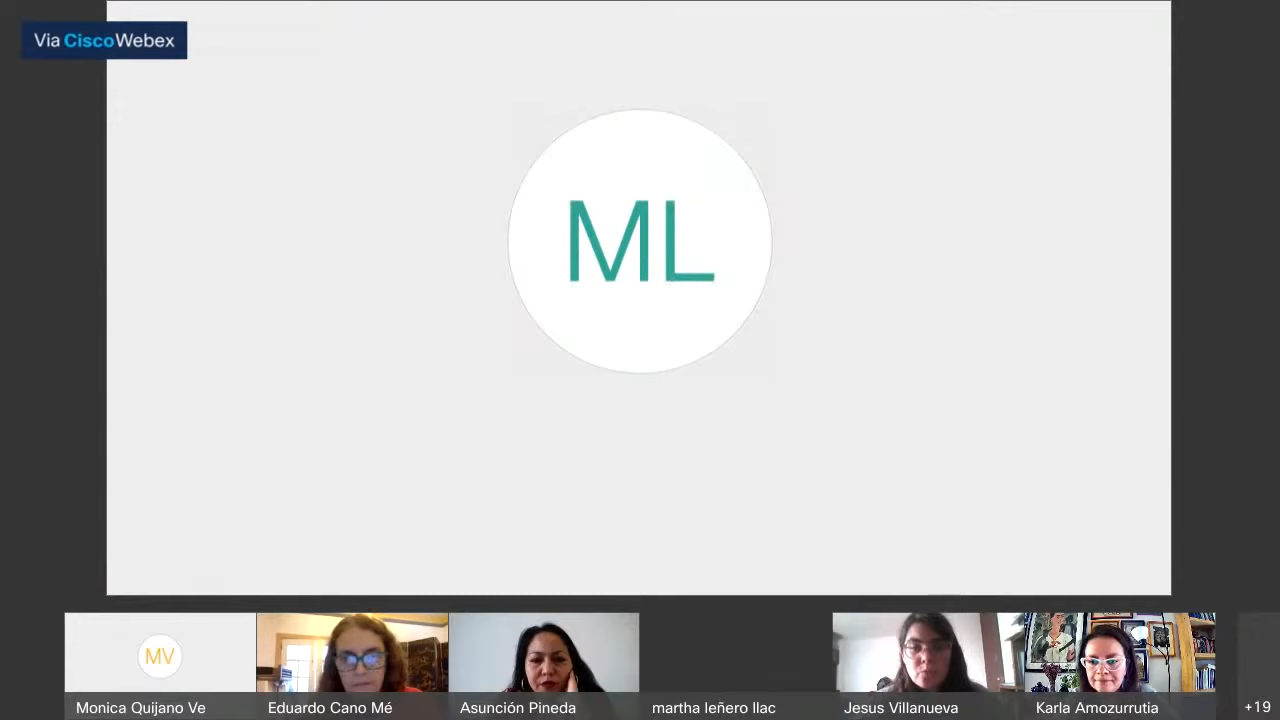 Via CiscoWebex
ML
MV
Monica Quijano Ve
Eduardo Cano Mé
Asunción Pineda
martha leñero llac
Jesus Villanueva
Karla Amozurrutia
+19